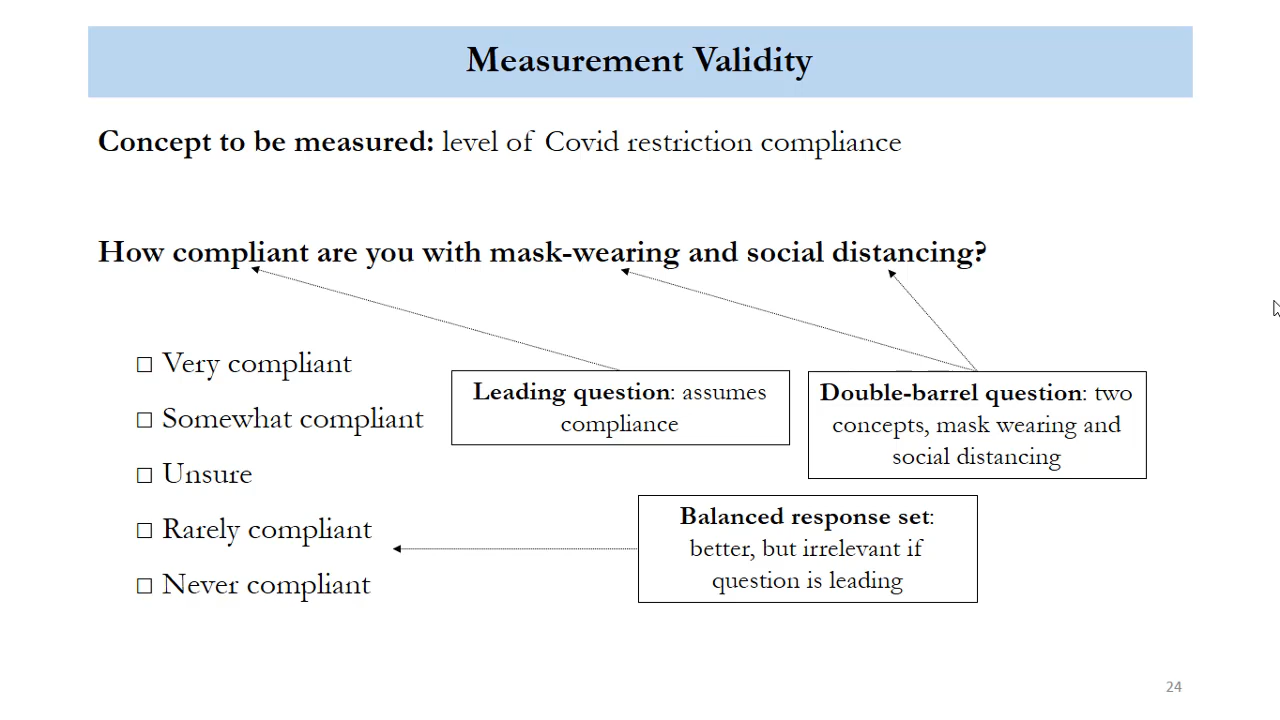 Measurement Validity
Concept to be measured: level of Covid restriction compliance
How compliant are you with mask-wearing and social distancing?
□ Very compliant
□ Somewhat compliant
□ Unsure
□ Rarely compliant
□ Never compliant
Leading question: assumes
compliance
Double-barrel question: two
concepts, mask wearing and
social distancing
Balanced response set:
better, but irrelevant if
question is leading
24